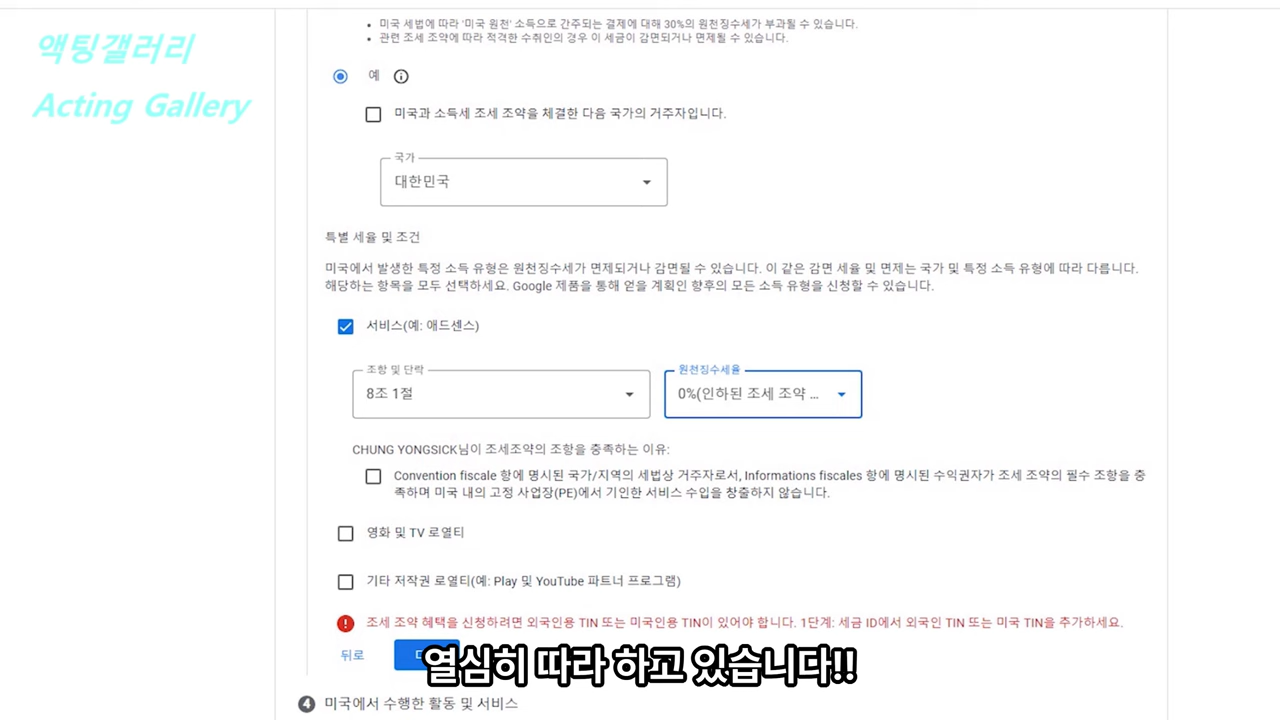 액팅갤러리
Acting Gallery
미국 세법에 따라 '미국 원천' 소득으로 간주되는 결제에 대해 30%의 원천징수세가 부과될 수 있습니다.
관련 조세 조약에 따라 적격한 수취인의 경우 이 세금이 감면되거나 면제될 수 있습니다.
예
미국과 소득세 조세 조약을 체결한 다음 국가의 거주자입니다.
국가
대한민국
특별 세율 및 조건
미국에서 발생한 특정 소득 유형은 원천징수세가 면제되거나 감면될 수 있습니다. 이 같은 감면 세율 및 면제는 국가 및 특정 소득 유형에 따라 다릅니다.
해당하는 항목을 모두 선택하세요. Google 제품을 통해 얻을 계획인 향후의 모든 소득 유형을 신청할 수 있습니다.
서비스(예: 애드센스)
조항 및 단락
8조 1절
원천징수세율
0%(인하된 조세 조약 ...
CHUNG YONGSICK님이 조세조약의 조항을 충족하는 이유:
Convention fiscale 항에 명시된 국가/지역의 세법상 거주자로서, Informations fiscales 항에 명시된 수익권자가 조세 조약의 필수 조항을 충
족하며 미국 내의 고정 사업장(PE)에서 기인한 서비스 수입을 창출하지 않습니다.
영화 및 TV 로열티
기타 저작권 로열티(예: Play 및 YouTube 파트너 프로그램)
조세 조약 혜택을 신청하려면 외국인용 TIN 또는 미국인용 TIN이 있어야 합니다. 1단계: 세금 ID에서 외국인 TIN 또는 미국 TIN을 추가하세요.
뒤로
열심히 따라 하고 있습니다!!
4 미국에서 수행한 활동 및 서비스